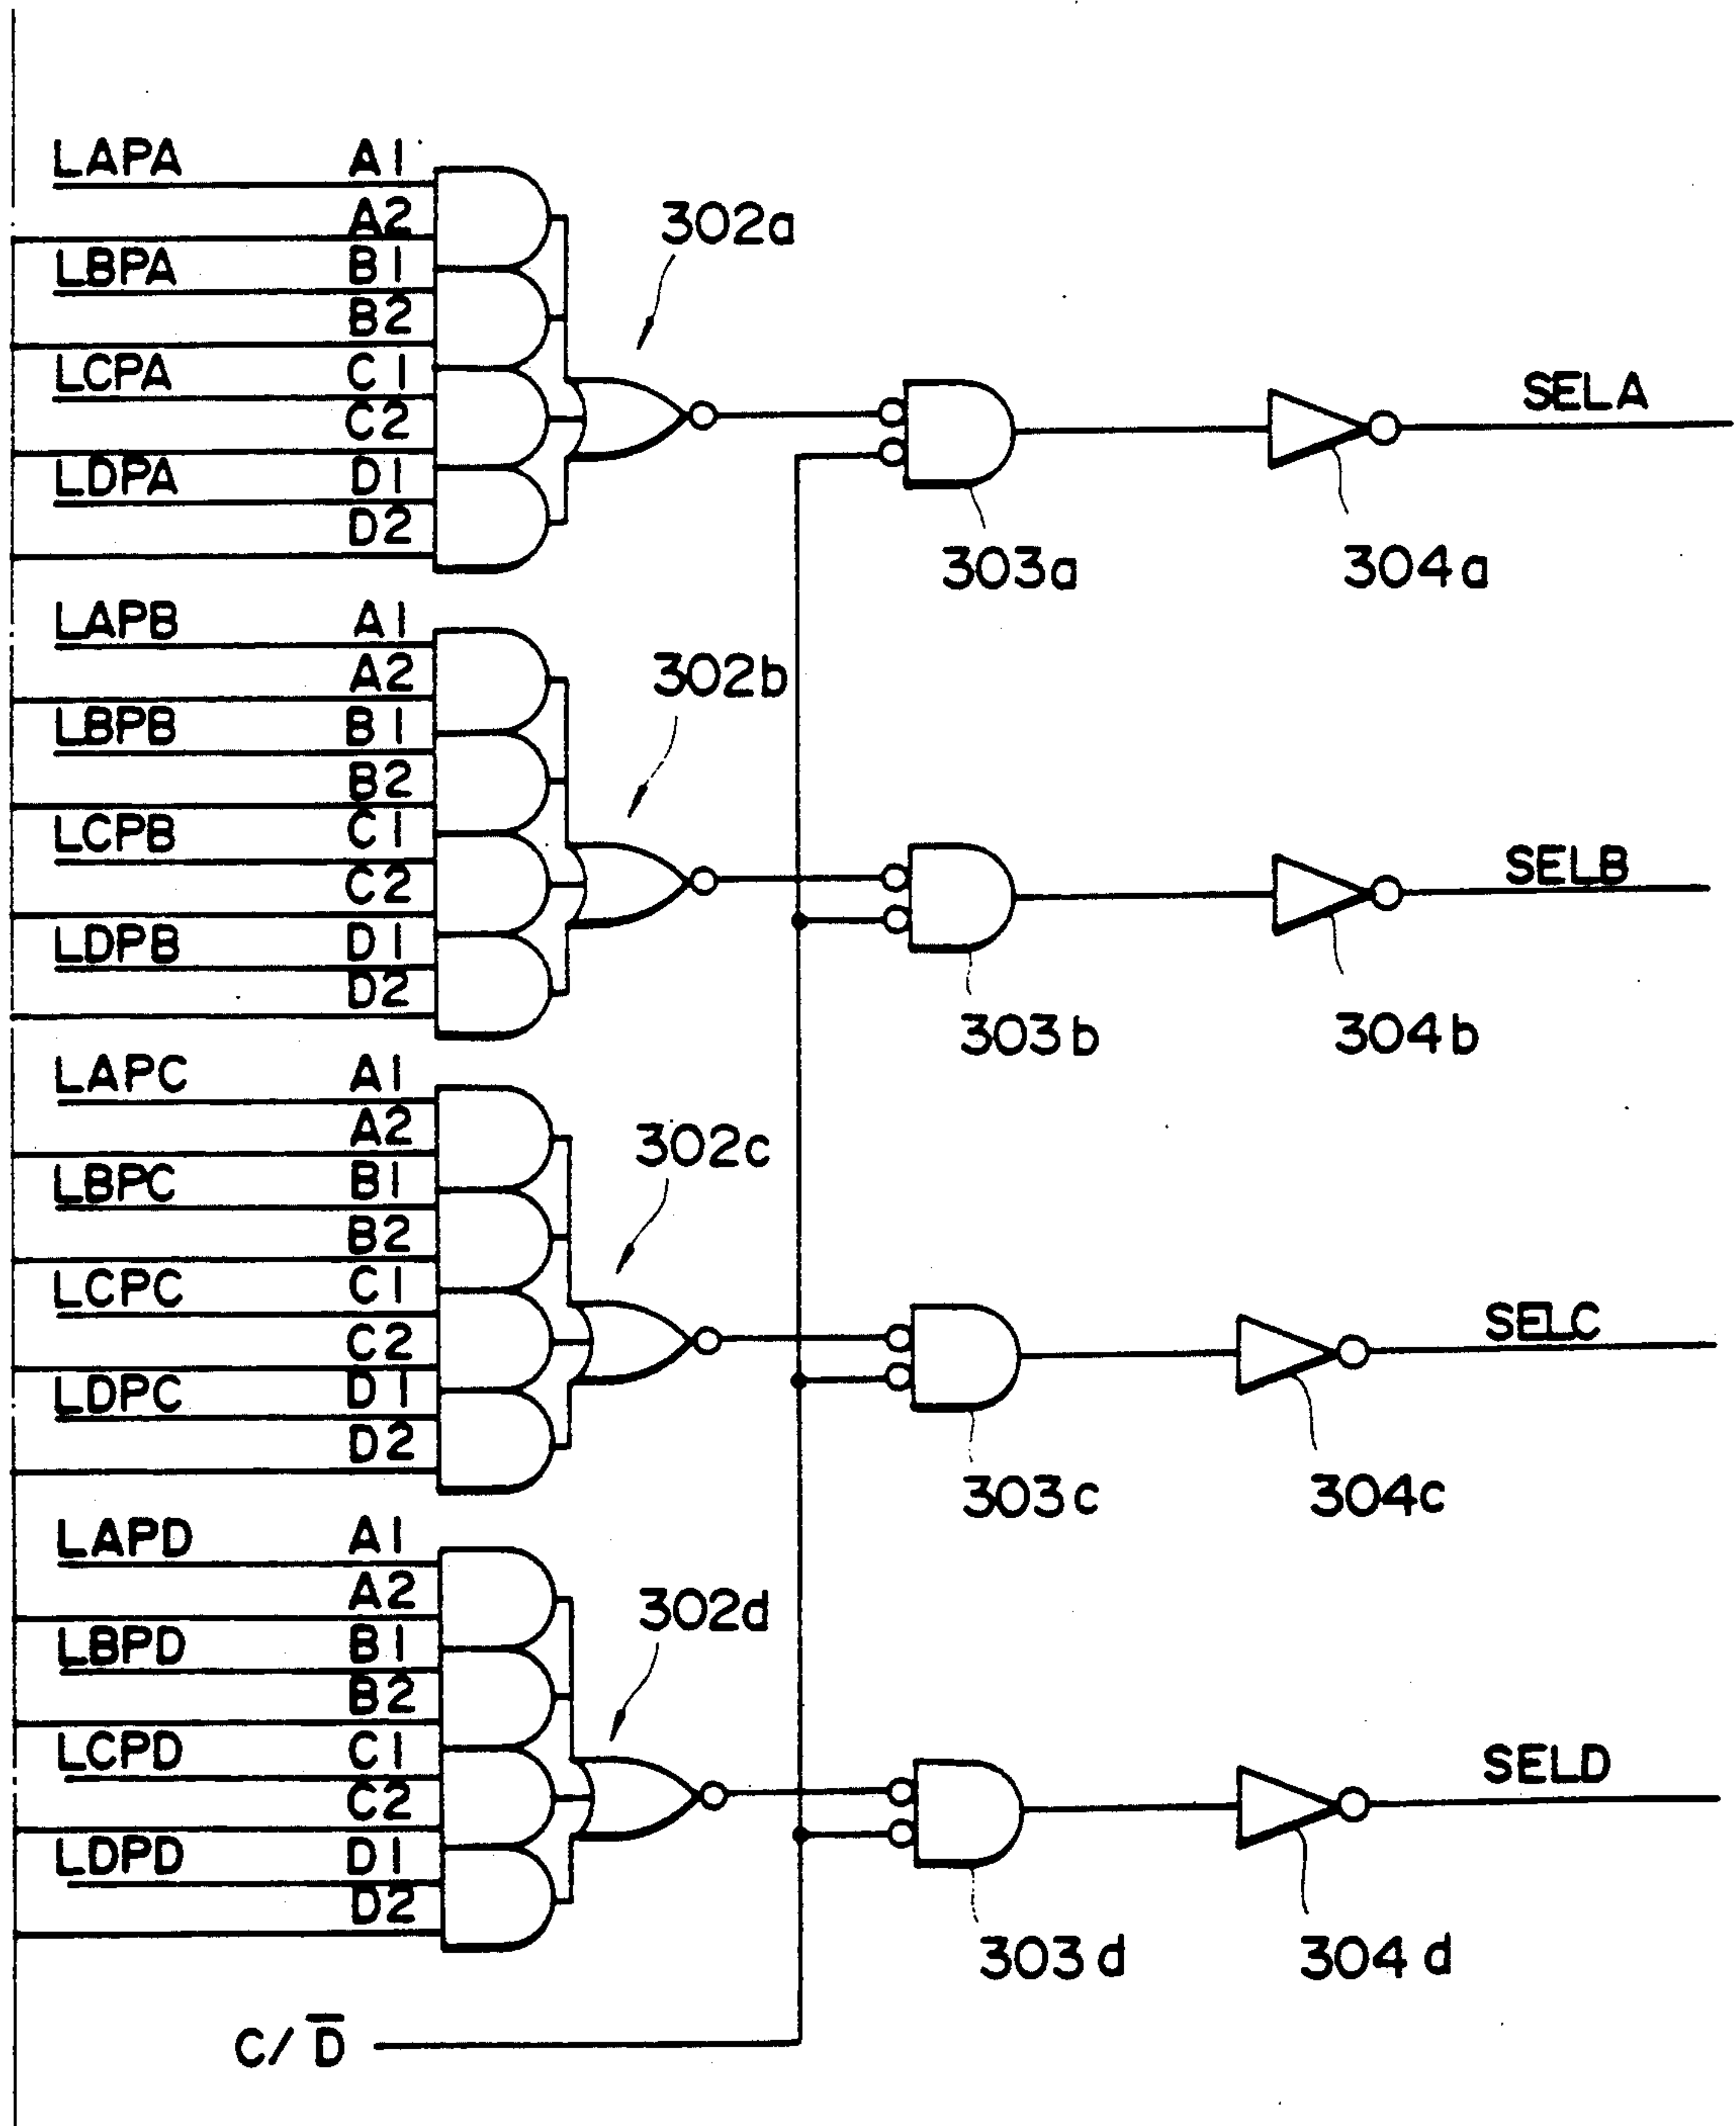 LAPA A1
A2
302a
LBPA B1
B2
LCPA C1
SELA
C2
LDPA D1
D2
303a 304a
LAPB A1
A2
302b
LBPB B1
B2
LCPB C1
SELB
C2
LDPB D1
D2
303b 304b
LAPC A1
A2
302c
LBPC B1
B2
LCPC C1
SELC
C2
LDPC D1
D2
303c 304c
LAPD A1
A2
302d
LBPD B1
B2
LCPD C1
SELD
C2
LDPD D1
D2
303d 304d
C/D̅